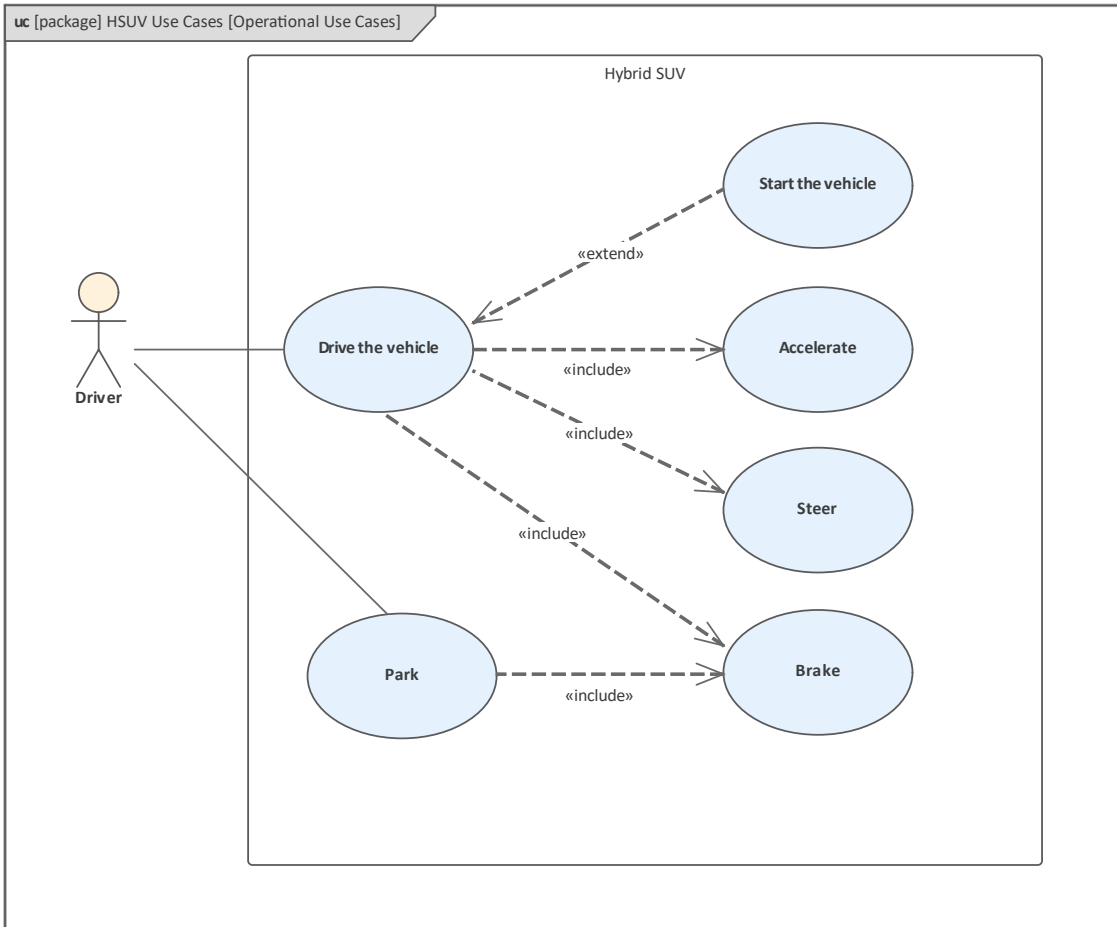 uc [package] HSUV Use Cases [Operational Use Cases]
Hybrid SUV
Start the vehicle
«extend»
Drive the vehicle
Accelerate
«include»
Driver
«include»
Steer
«include»
Park
Brake
«include»